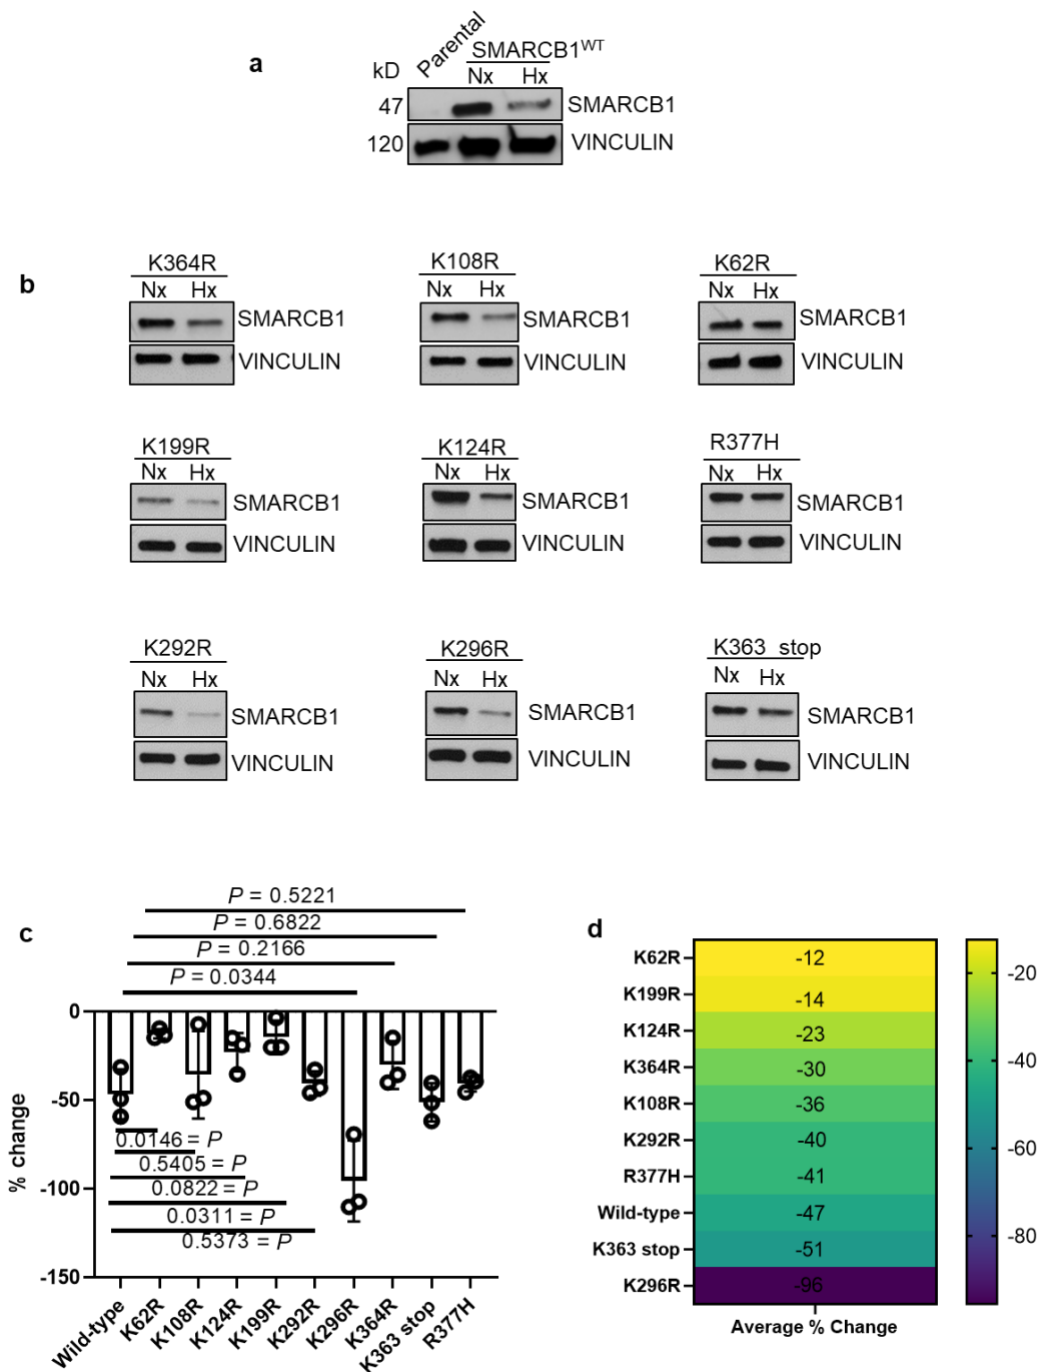 a
Parental
SMARCB1WT
kD
Nx Hx
47 SMARCB1
120 VINCULIN
b
K364R
Nx Hx
SMARCB1
VINCULIN
K108R
Nx Hx
SMARCB1
VINCULIN
K62R
Nx Hx
SMARCB1
VINCULIN
K199R
Nx Hx
SMARCB1
VINCULIN
K124R
Nx Hx
SMARCB1
VINCULIN
R377H
Nx Hx
SMARCB1
VINCULIN
K292R
Nx Hx
SMARCB1
VINCULIN
K296R
Nx Hx
SMARCB1
VINCULIN
K363 stop
Nx Hx
SMARCB1
VINCULIN
c
P = 0.5221
P = 0.6822
P = 0.2166
P = 0.0344
0
-50
-100
-150
% change
0.0146 = P
0.5405 = P
0.0822 = P
0.0311 = P
0.5373 = P
Wild-type
K62R
K108R
K124R
K199R
K292R
K296R
K364R
K363 stop
R377H
d
K62R -12
K199R -14
K124R -23
K364R -30
K108R -36
K292R -40
R377H -41
Wild-type -47
K363 stop -51
K296R -96
Average % Change
-20
-40
-60
-80